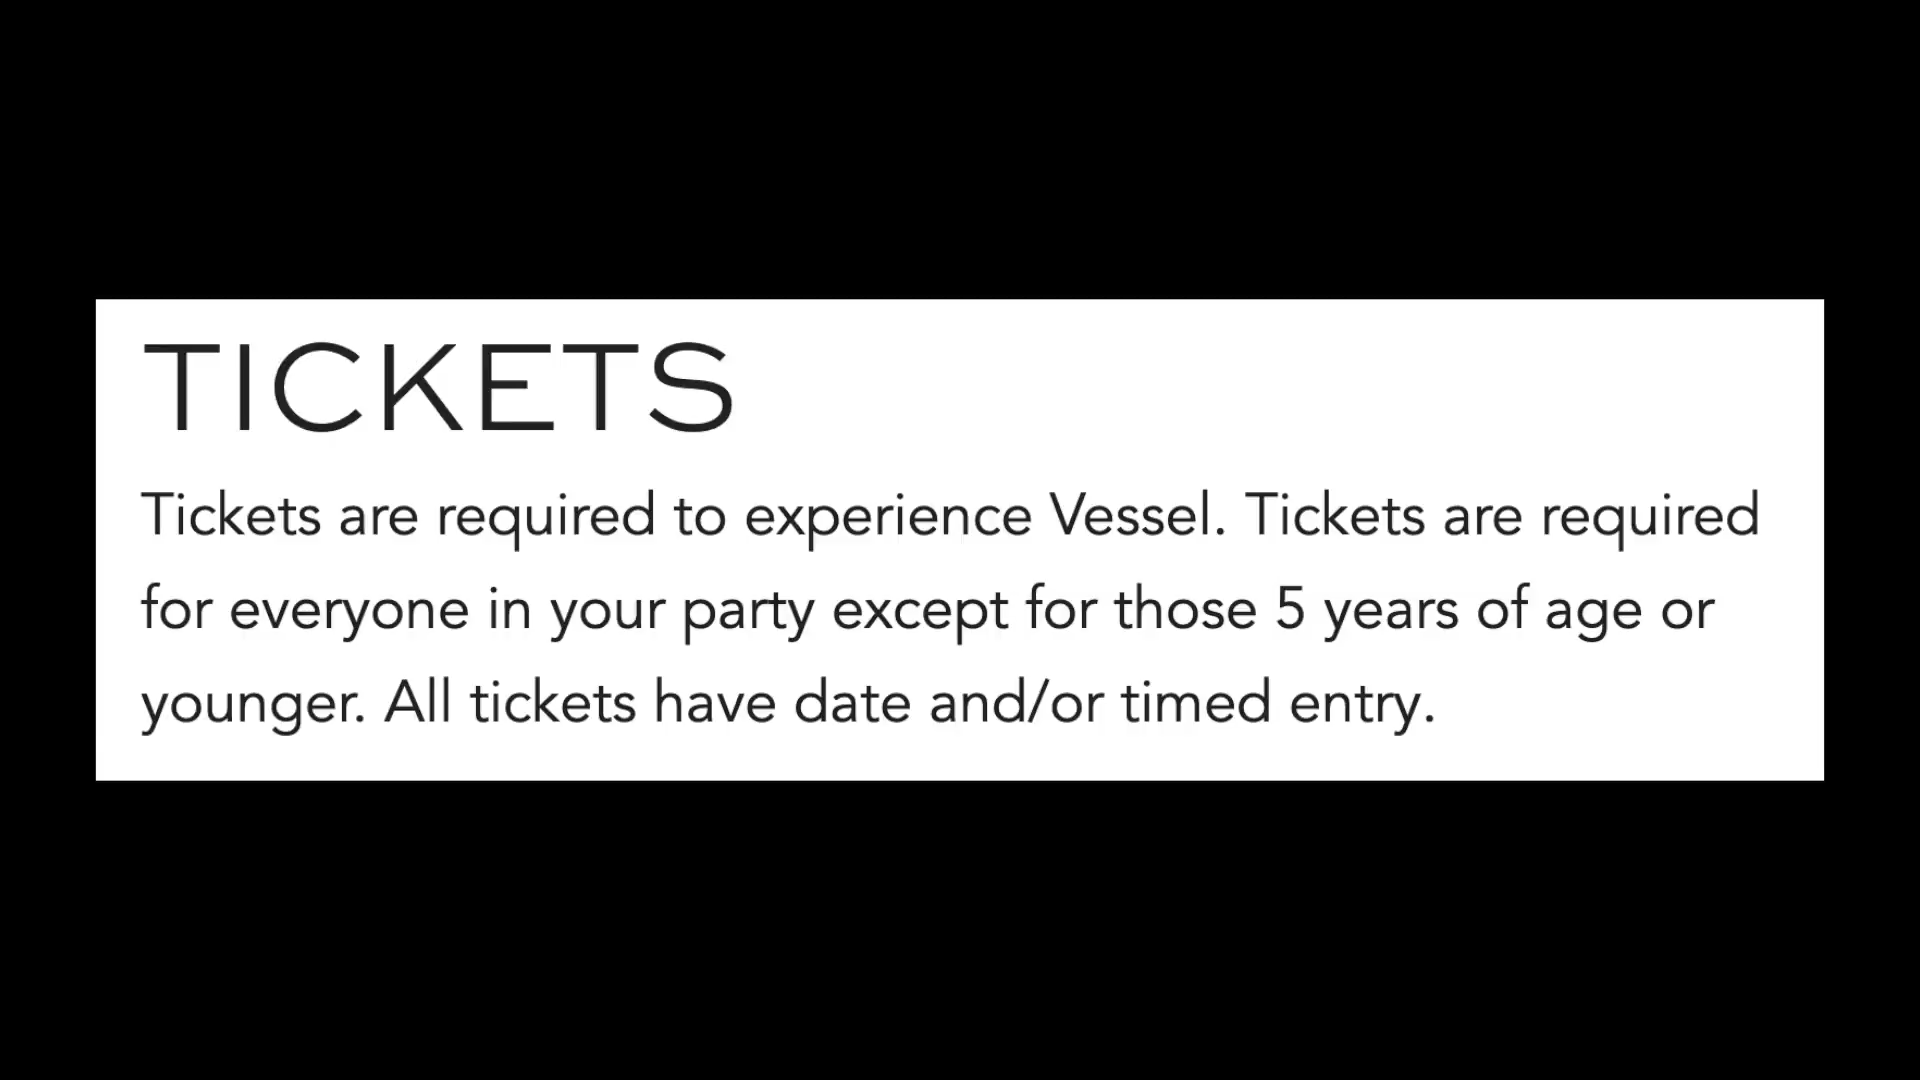 TICKETS
Tickets are required to experience Vessel. Tickets are required
for everyone in your party except for those 5 years of age or
younger. All tickets have date and/or timed entry.